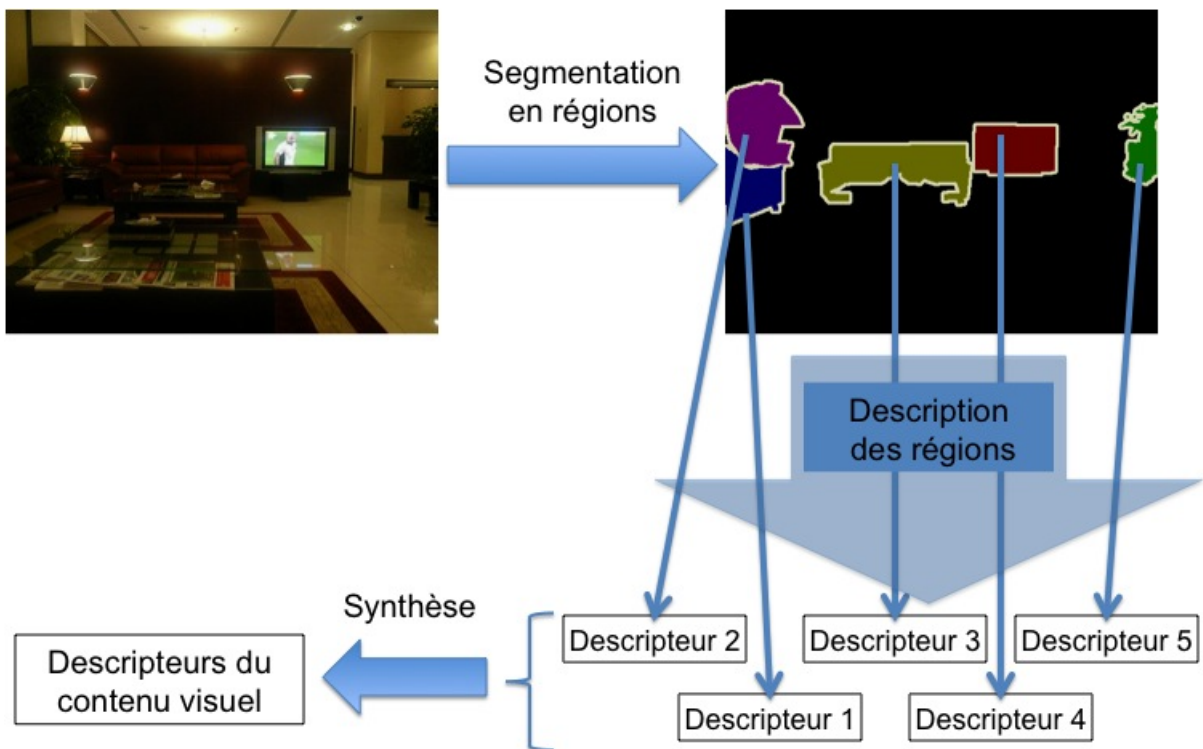 Segmentation
en régions
Description
des régions
Synthèse
Descripteur 2
Descripteur 3
Descripteur 5
Descripteurs du
contenu visuel
Descripteur 1
Descripteur 4